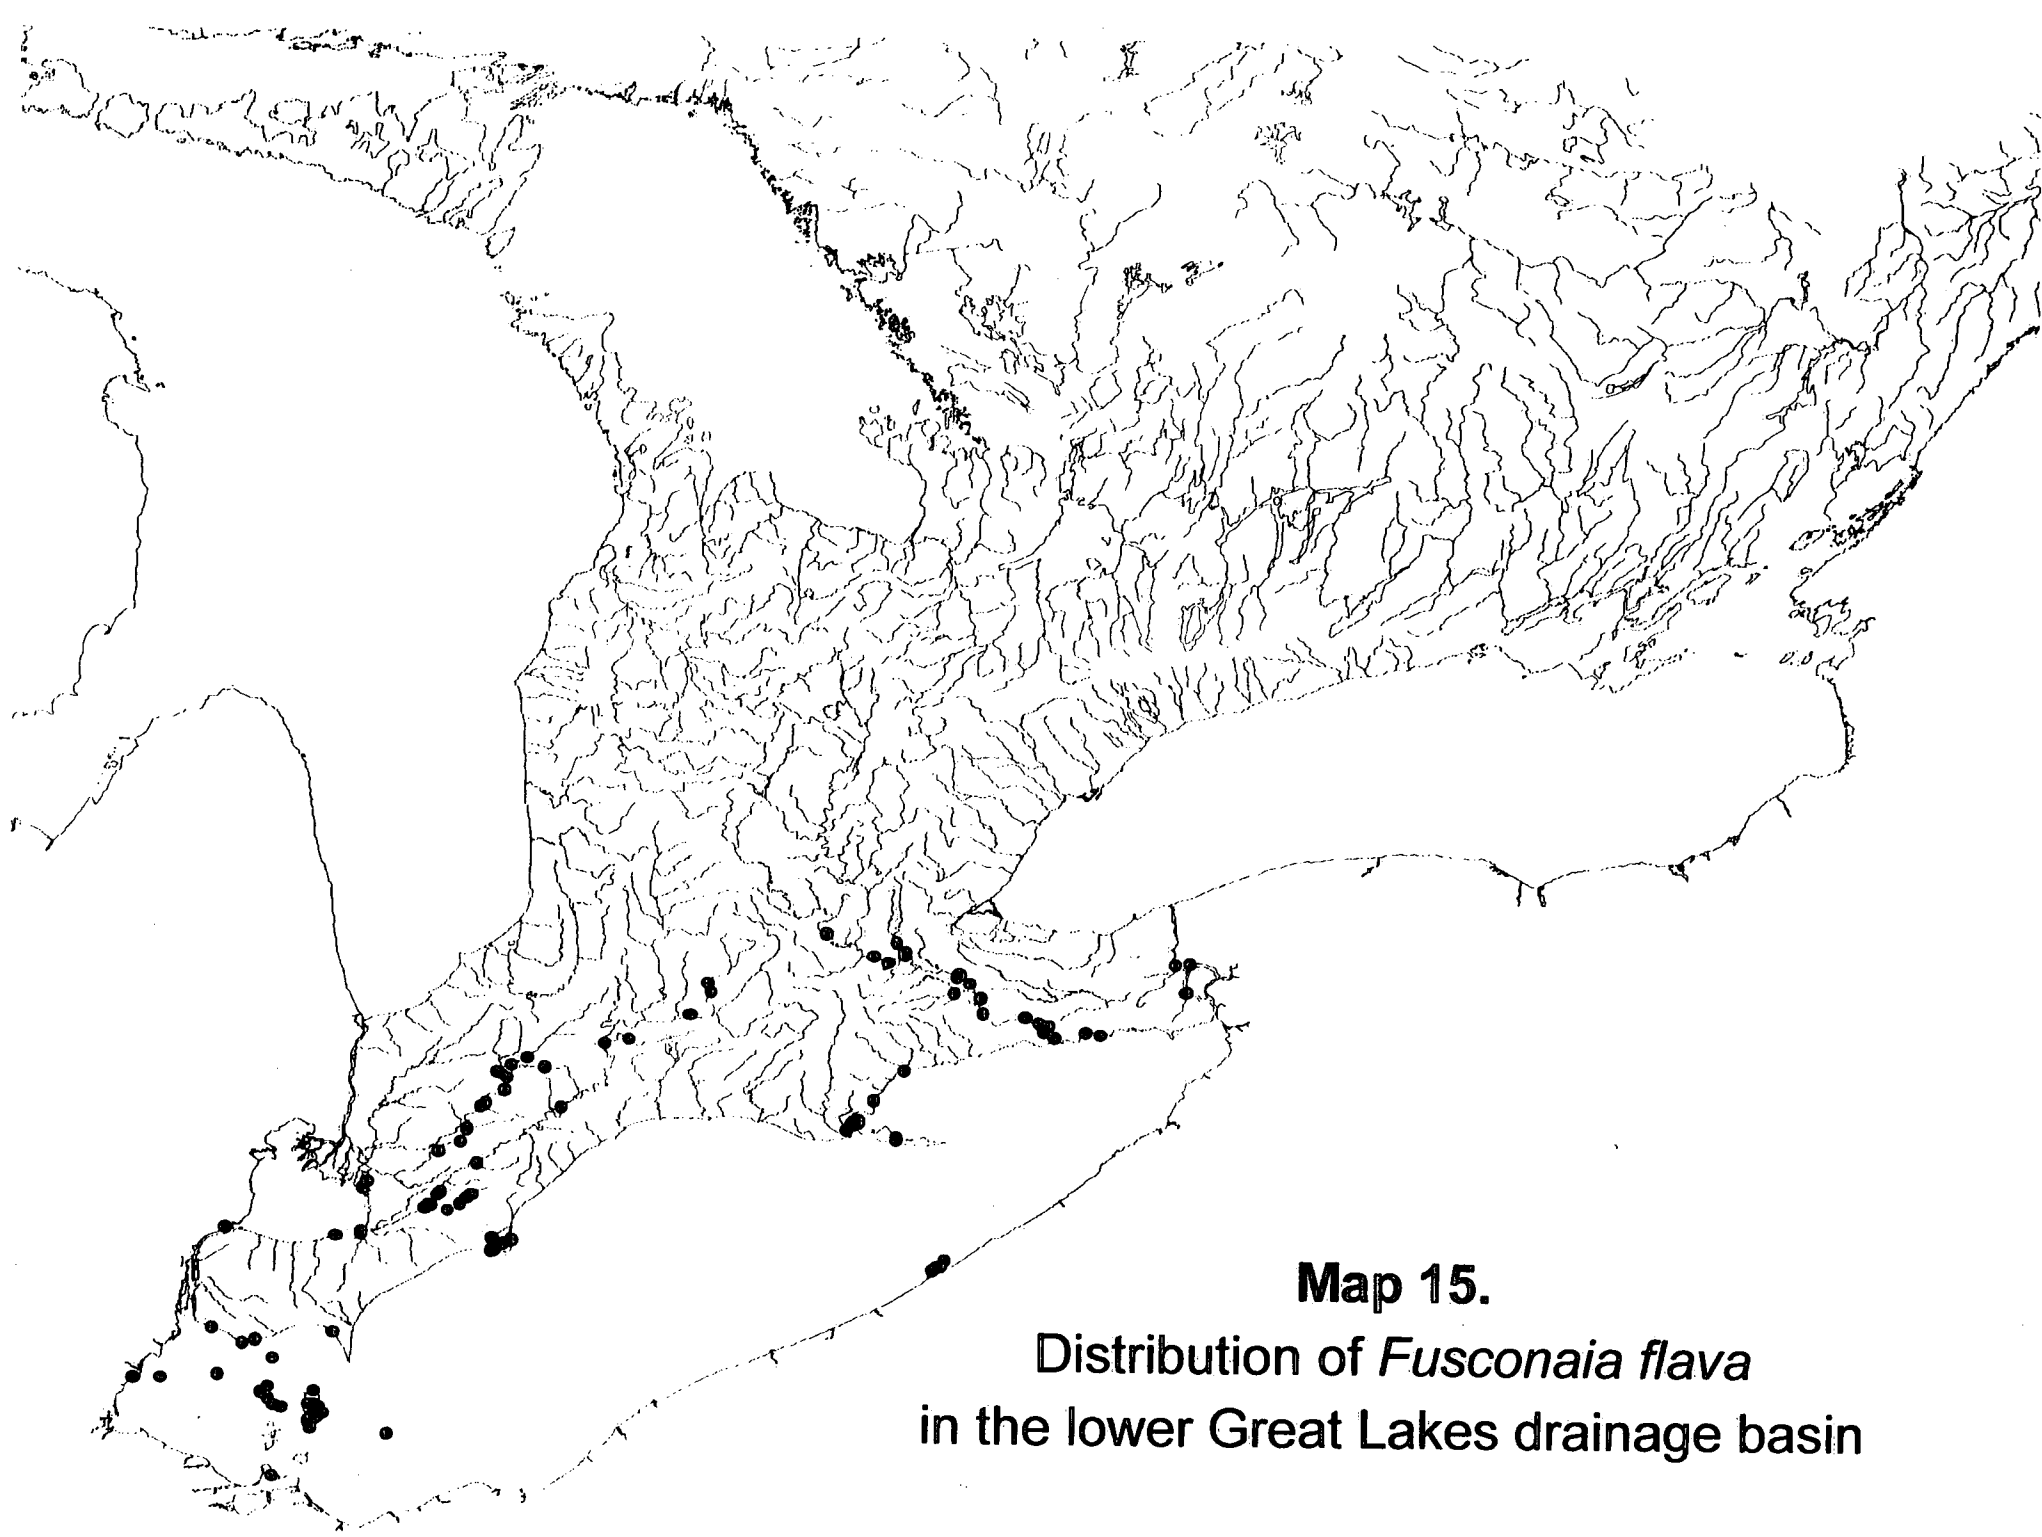 Map 15.
Distribution of Fusconaia flava
in the lower Great Lakes drainage basin